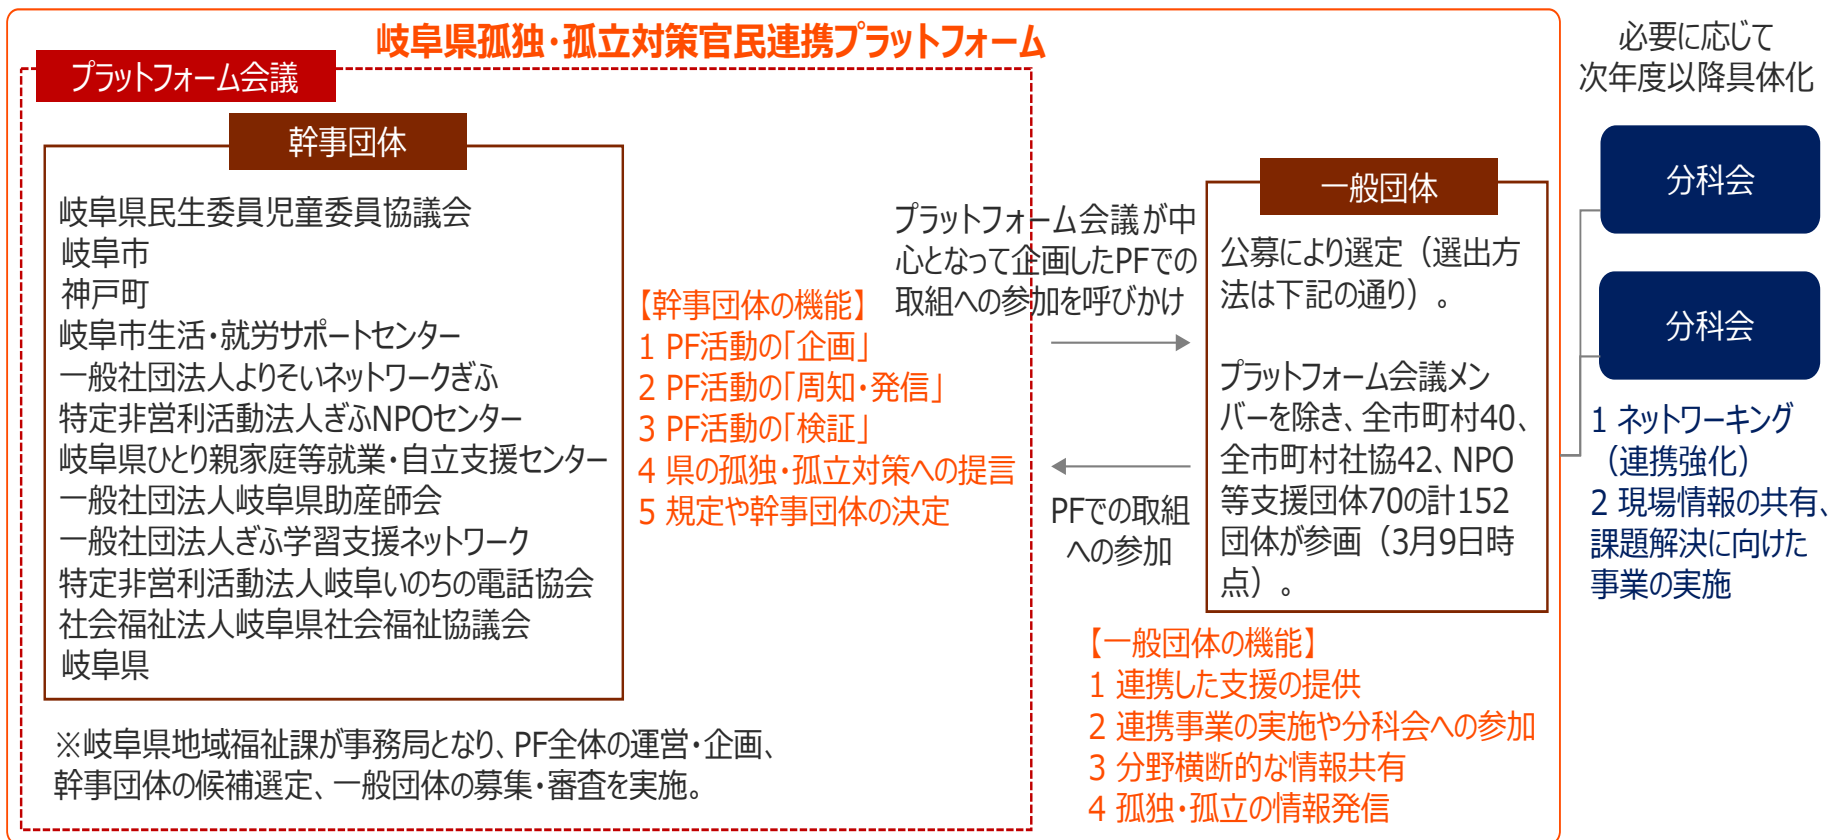 岐阜県孤独・孤立対策官民連携プラットフォーム
プラットフォーム会議
幹事団体
岐阜県民生委員児童委員協議会
岐阜市
神戸町
岐阜市生活・就労サポートセンター
一般社団法人よりそいネットワークぎふ
特定非営利活動法人ぎふNPOセンター
岐阜県ひとり親家庭等就業・自立支援センター
一般社団法人岐阜県助産師会
一般社団法人ぎふ学習支援ネットワーク
特定非営利活動法人岐阜いのちの電話協会
社会福祉法人岐阜県社会福祉協議会
岐阜県
※岐阜県地域福祉課が事務局となり、PF全体の運営・企画、
幹事団体の候補選定、一般団体の募集・審査を実施。
【幹事団体の機能】
1 PF活動の「企画」
2 PF活動の「周知・発信」
3 PF活動の「検証」
4 県の孤独・孤立対策への提言
5 規定や幹事団体の決定
プラットフォーム会議が中
心となって企画したPFでの
取組への参加を呼びかけ
PFでの取組
への参加
一般団体
公募により選定（選出方
法は下記の通り）。
プラットフォーム会議メン
バーを除き、全市町村40、
全市町村社協42、NPO
等支援団体70の計152
団体が参画（3月9日時
点）。
【一般団体の機能】
1 連携した支援の提供
2 連携事業の実施や分科会への参加
3 分野横断的な情報共有
4 孤独・孤立の情報発信
必要に応じて
次年度以降具体化
分科会
分科会
1 ネットワーキング
（連携強化）
2 現場情報の共有、
課題解決に向けた
事業の実施